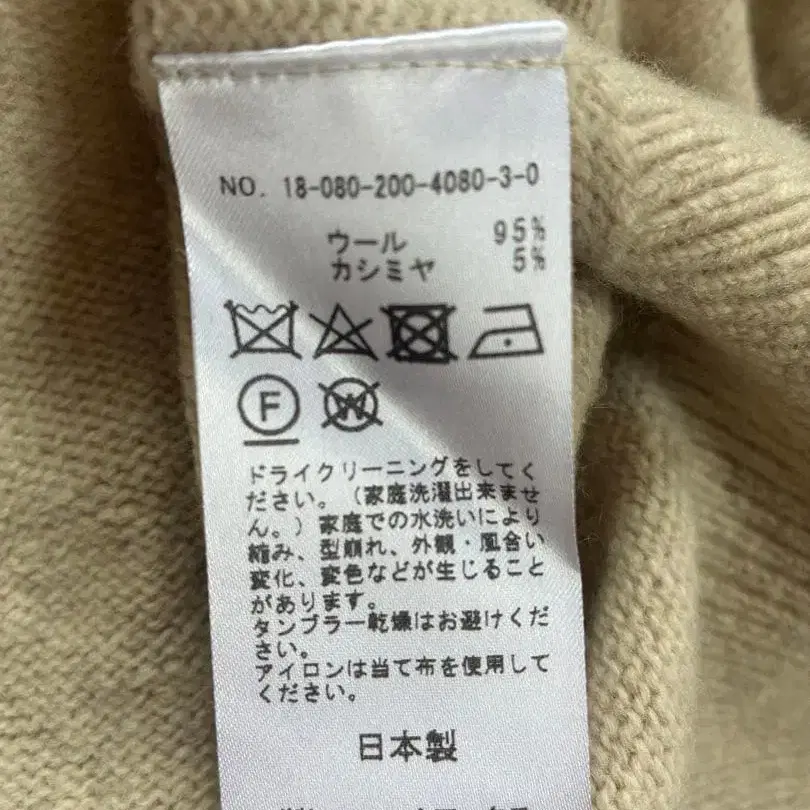 NO. 18-080-200-4080-3-0
ウール 95%
カシミヤ 5%
F W
ドライクリーニングをしてく
ださい。(家庭洗濯出来ませ
ん。)家庭での水洗いにより
縮み、型崩れ、外観・風合い
変化、変色などが生じること
があります。
タンブラー乾燥はお避けくだ
さい。
アイロンは当て布を使用して
ください。
日本製